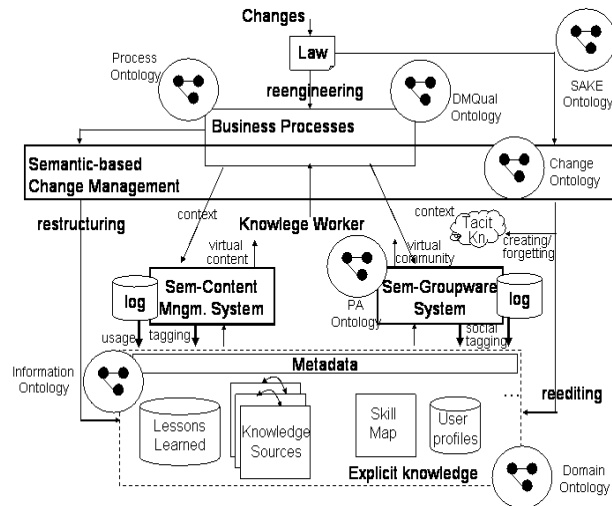 Changes
Process
Ontology
Law
SAKE
Ontology
reengineering
DMQual
Ontology
Business Processes
Semantic-based
Change Management
Change
Ontology
restructuring
context
Knowlege Worker
context
Tacit
Kn.
creating/
forgetting
virtual
content
virtual
community
log
Sem-Content
Mngm. System
PA
Ontology
Sem-Groupware
System
log
usage
tagging
social
tagging
Information
Ontology
Metadata
...
reediting
Lessons
Learned
Knowledge
Sources
Skill
Map
User
profiles
Explicit knowledge
Domain
Ontology